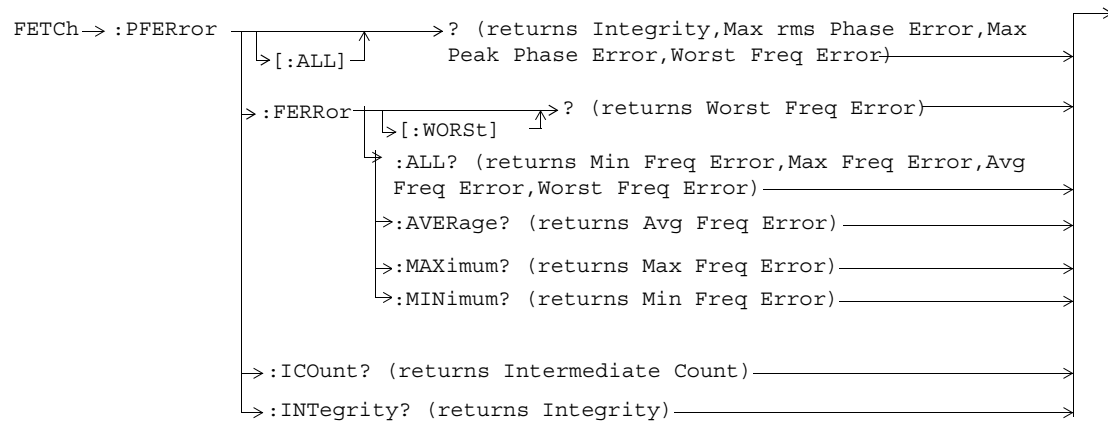 FETCh :PFERror ? (returns Integrity,Max rms Phase Error,Max
[:ALL] Peak Phase Error,Worst Freq Error)
:FERRor ? (returns Worst Freq Error)
[:WORSt]
:ALL? (returns Min Freq Error,Max Freq Error,Avg
Freq Error,Worst Freq Error)
:AVERage? (returns Avg Freq Error)
:MAXimum? (returns Max Freq Error)
:MINimum? (returns Min Freq Error)
:ICOunt? (returns Intermediate Count)
:INTegrity? (returns Integrity)